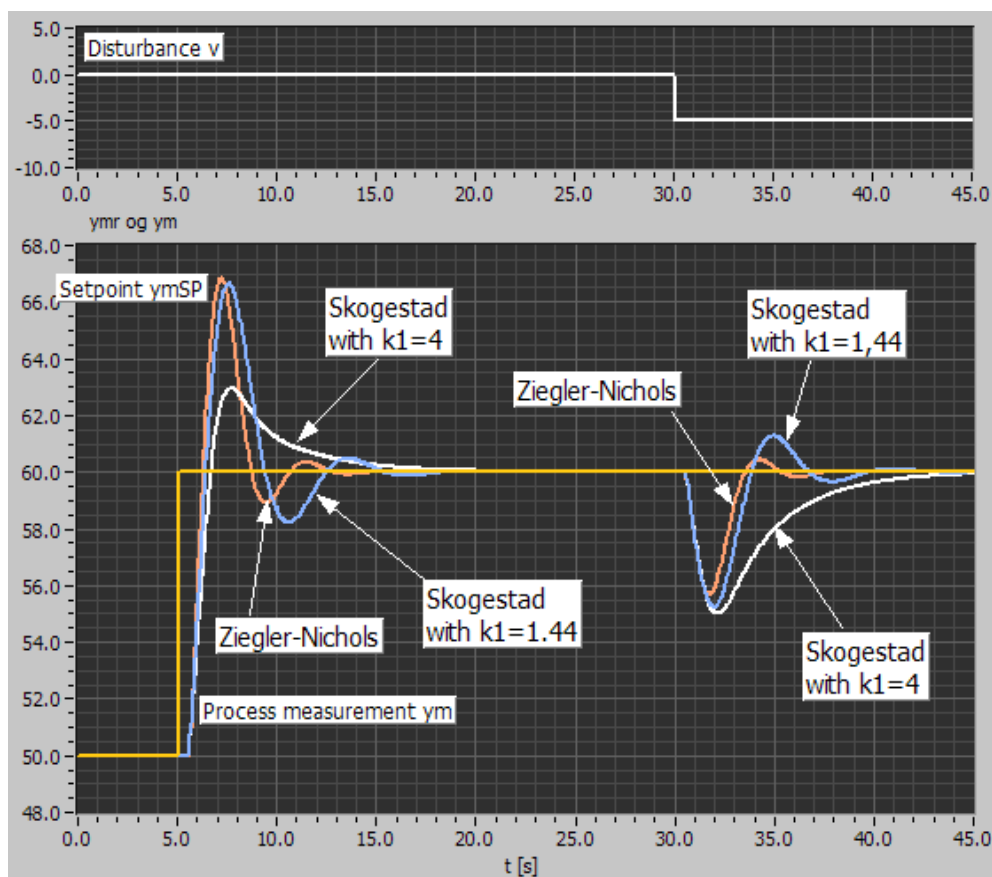 5.0
Disturbance v
0.0
-5.0
-10.0
0.0 5.0 10.0 15.0 20.0 25.0 30.0 35.0 40.0 45.0
ymr og ym
68.0
Setpoint ymSP
66.0
64.0
62.0
60.0
58.0
56.0
54.0
52.0
50.0
48.0
Skogestad
with k1=4
Skogestad
with k1=1,44
Ziegler-Nichols
Skogestad
with k1=1.44
Ziegler-Nichols
Skogestad
with k1=4
Process measurement ym
0.0 5.0 10.0 15.0 20.0 25.0 30.0 35.0 40.0 45.0
t [s]